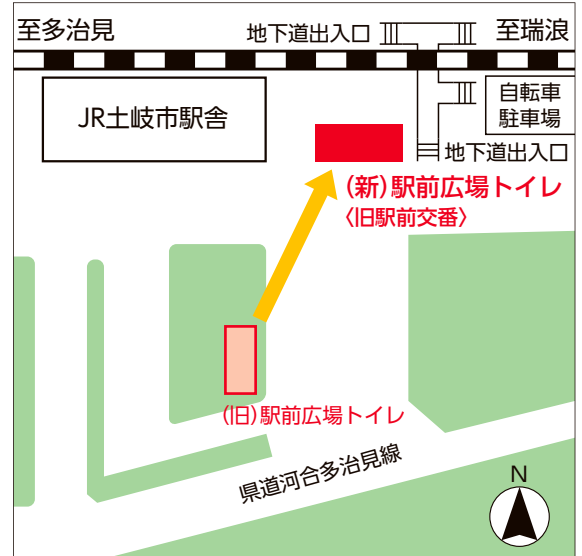 至多治見
地下道出入口
至瑞浪
JR土岐市駅舎
自転車
駐車場
地下道出入口
(新)駅前広場トイレ
〈旧駅前交番〉
(旧)駅前広場トイレ
県道河合多治見線
N